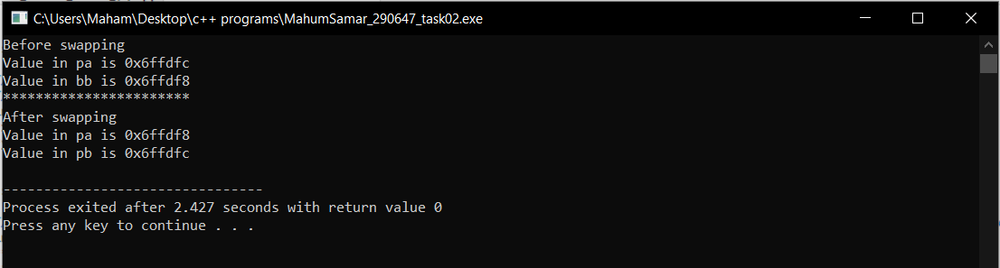 C:\Users\Maham\Desktop\c++ programs\MahumSamar_290647_task02.exe
Before swapping
Value in pa is 0x6ffdfc
Value in bb is 0x6ffdf8
***********************
After swapping
Value in pa is 0x6ffdf8
Value in pb is 0x6ffdfc
--------------------------------
Process exited after 2.427 seconds with return value 0
Press any key to continue . . .